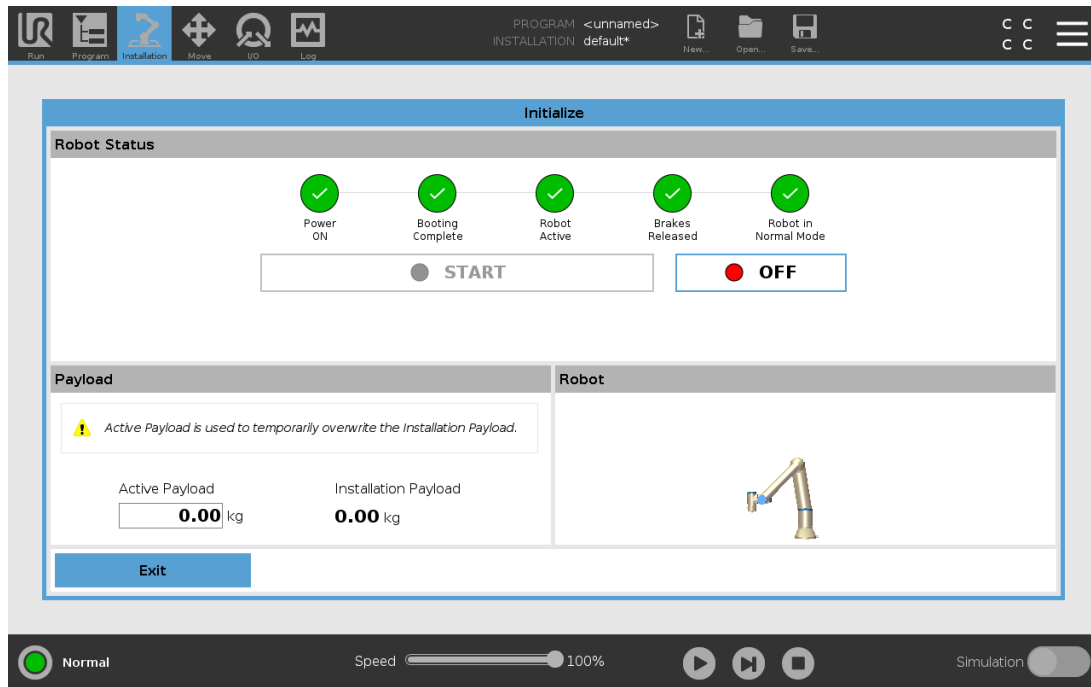 PROGRAM <unnamed>
INSTALLATION default*
C C
C C
Run Program Installation Move I/O Log New... Open... Save...
Initialize
Robot Status
Power ON
Booting Complete
Robot Active
Brakes Released
Robot in Normal Mode
START OFF
Payload
Active Payload is used to temporarily overwrite the Installation Payload.
Active Payload Installation Payload
0.00 kg 0.00 kg
Robot
Exit
Normal Speed 100% Simulation